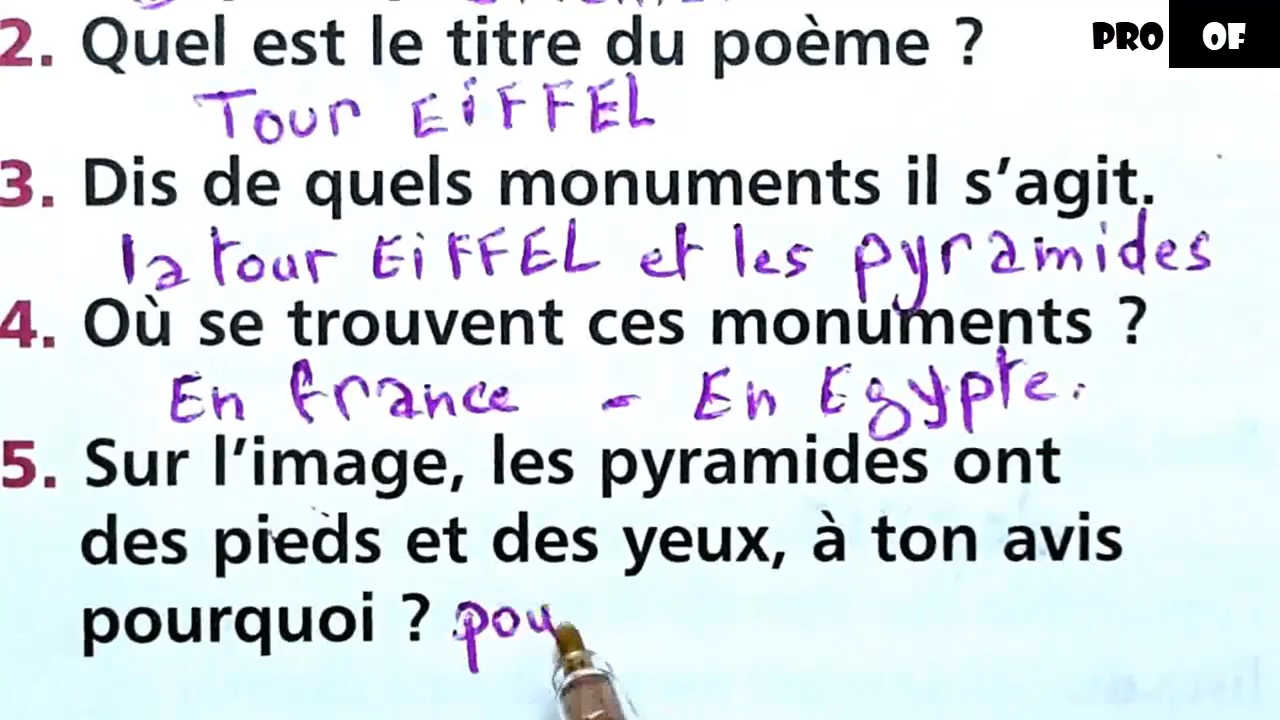 PRO OF
2. Quel est le titre du poème ?
Tour EiFFEL
3. Dis de quels monuments il s'agit.
la tour EiFFEL et les pyramides
4. Où se trouvent ces monuments ?
En france - En Egypte.
5. Sur l'image, les pyramides ont
des pieds et des yeux, à ton avis
pourquoi ? pou